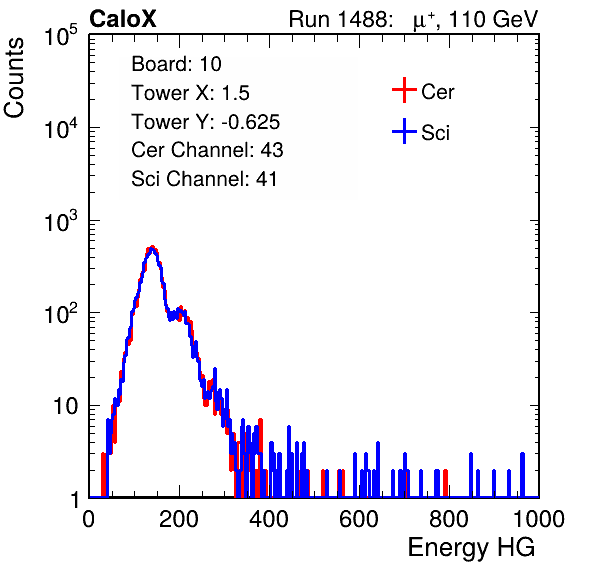 CaloX Run 1488: μ⁺, 110 GeV
Counts
Board: 10
Tower X: 1.5
Tower Y: -0.625
Cer Channel: 43
Sci Channel: 41
Cer
Sci
10⁵
10⁴
10³
10²
10
1
0 200 400 600 800 1000
Energy HG